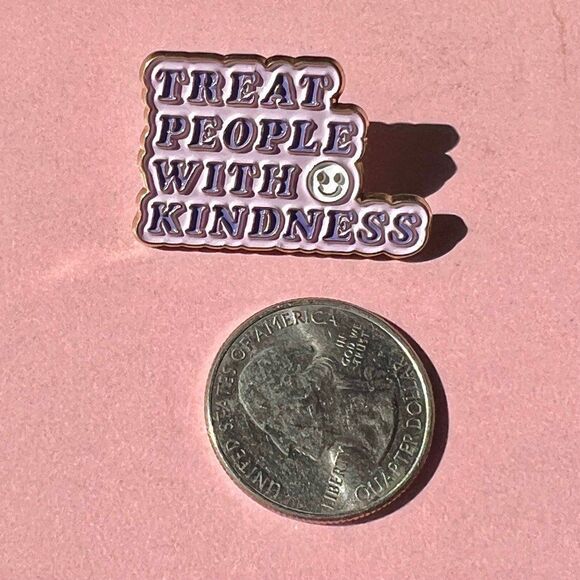 TREAT
PEOPLE
WITH
KINDNESS
UNITED STATES OF AMERICA
IN
GOD WE
TRUST
LIBERTY
QUARTER DOLLAR